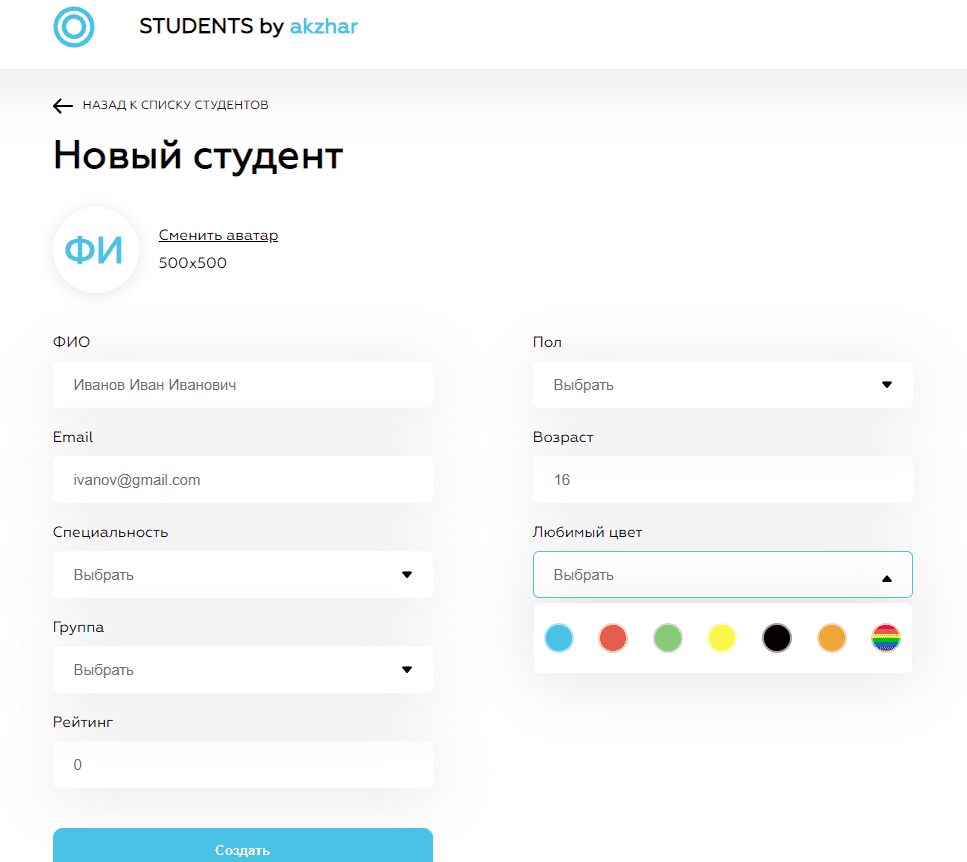 STUDENTS by akzhar
НАЗАД К СПИСКУ СТУДЕНТОВ
Новый студент
ФИ
Сменить аватар
500x500
ФИО
Иванов Иван Иванович
Email
ivanov@gmail.com
Специальность
Выбрать
Группа
Выбрать
Рейтинг
0
Создать
Пол
Выбрать
Возраст
16
Любимый цвет
Выбрать